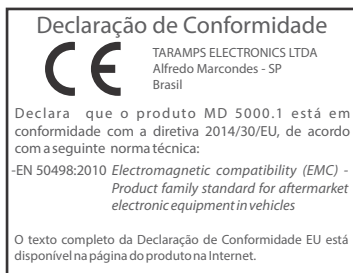 Declaração de Conformidade
CE
TARAMPS ELECTRONICS LTDA
Alfredo Marcondes - SP
Brasil
Declara que o produto MD 5000.1 está em
conformidade com a diretiva 2014/30/EU, de acordo
com a seguinte norma técnica:
-EN 50498:2010 Electromagnetic compatibility (EMC) -
Product family standard for aftermarket
electronic equipment in vehicles
O texto completo da Declaração de Conformidade EU está
disponível na página do produto na Internet.